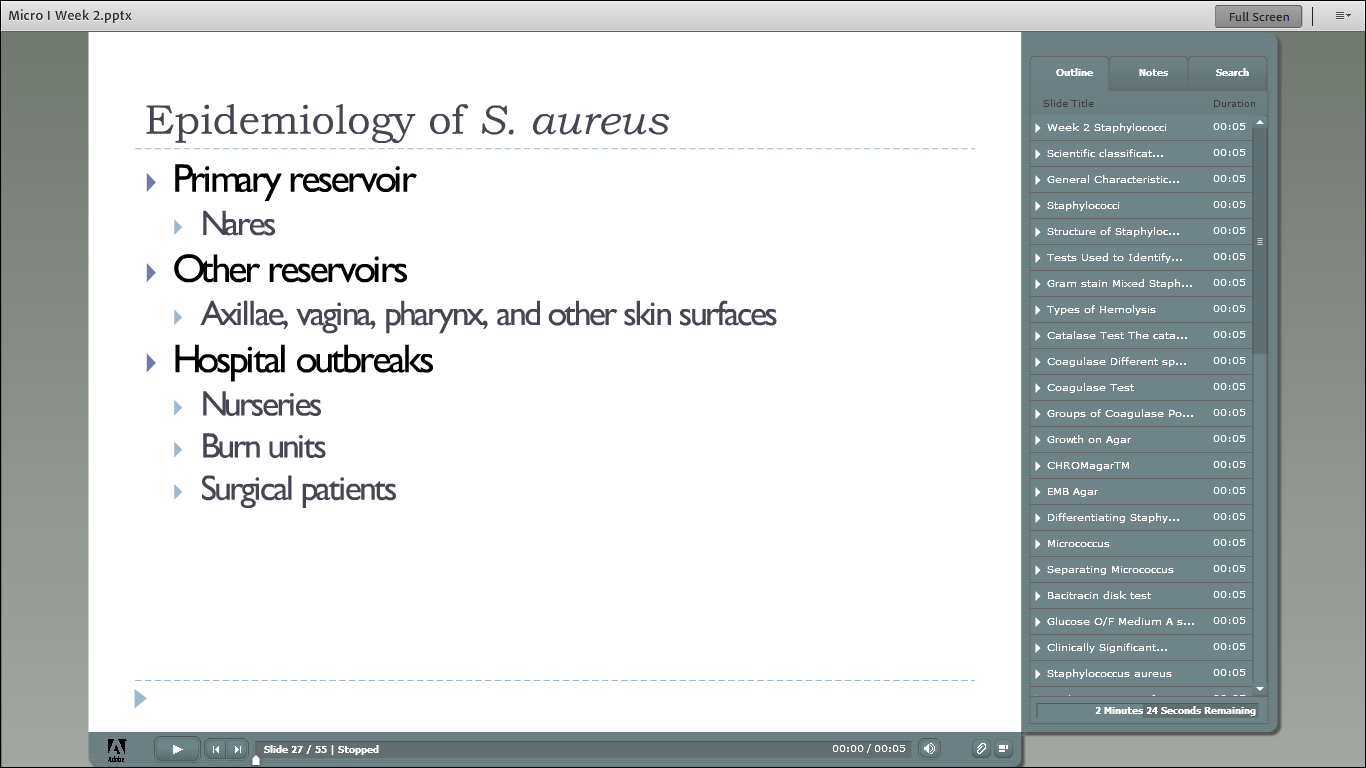 Micro I Week 2.pptx
Full Screen
Epidemiology of S. aureus
Primary reservoir
Nares
Other reservoirs
Axillae, vagina, pharynx, and other skin surfaces
Hospital outbreaks
Nurseries
Burn units
Surgical patients
Outline Notes Search
Slide Title Duration
Week 2 Staphylococci 00:05
Scientific classificat... 00:05
General Characteristic... 00:05
Staphylococci 00:05
Structure of Staphyloc... 00:05
Tests Used to Identify... 00:05
Gram stain Mixed Staph... 00:05
Types of Hemolysis 00:05
Catalase Test The cata... 00:05
Coagulase Different sp... 00:05
Coagulase Test 00:05
Groups of Coagulase Po... 00:05
Growth on Agar 00:05
CHROMagarTM 00:05
EMB Agar 00:05
Differentiating Staphy... 00:05
Micrococcus 00:05
Separating Micrococcus 00:05
Bacitracin disk test 00:05
Glucose O/F Medium A s... 00:05
Clinically Significant... 00:05
Staphylococcus aureus 00:05
2 Minutes 24 Seconds Remaining
Adobe
Slide 27 / 55 | Stopped 00:00 / 00:05